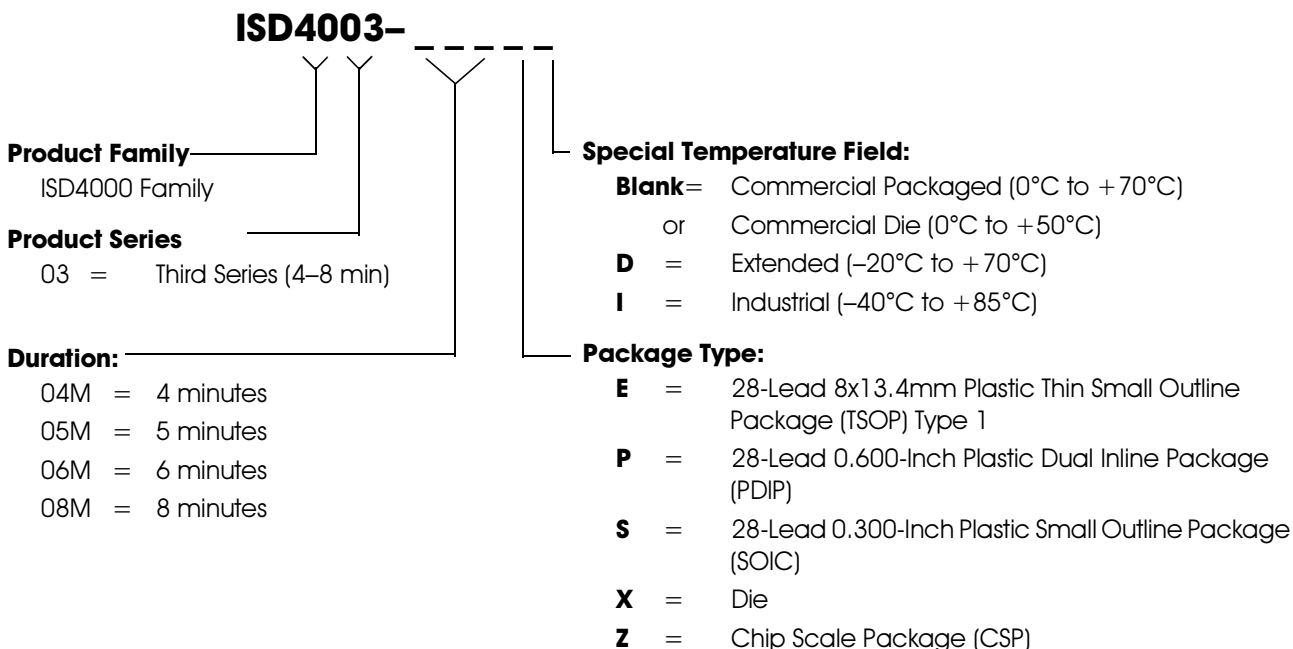 ISD4003– _ _ _ _ _
Product Family
ISD4000 Family
Product Series
03 = Third Series (4–8 min)
Duration:
04M = 4 minutes
05M = 5 minutes
06M = 6 minutes
08M = 8 minutes
Special Temperature Field:
Blank= Commercial Packaged (0°C to +70°C)
or Commercial Die (0°C to +50°C)
D = Extended (–20°C to +70°C)
I = Industrial (–40°C to +85°C)
Package Type:
E = 28-Lead 8x13.4mm Plastic Thin Small Outline
Package (TSOP) Type 1
P = 28-Lead 0.600-Inch Plastic Dual Inline Package
(PDIP)
S = 28-Lead 0.300-Inch Plastic Small Outline Package
(SOIC)
X = Die
Z = Chip Scale Package (CSP)